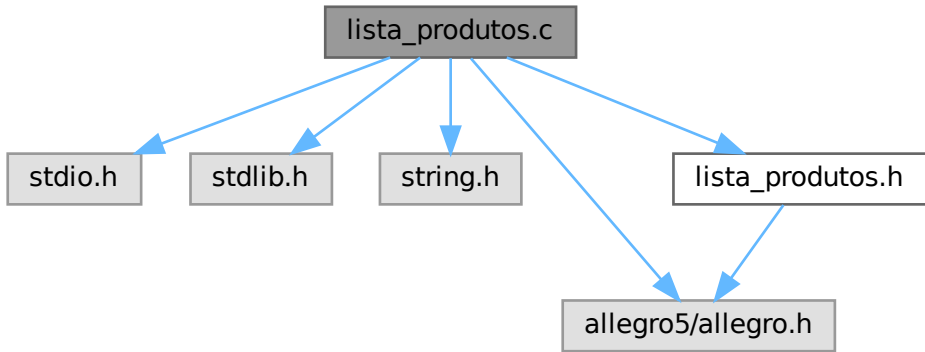 lista_produtos.c
stdio.h
stdlib.h
string.h
lista_produtos.h
allegro5/allegro.h